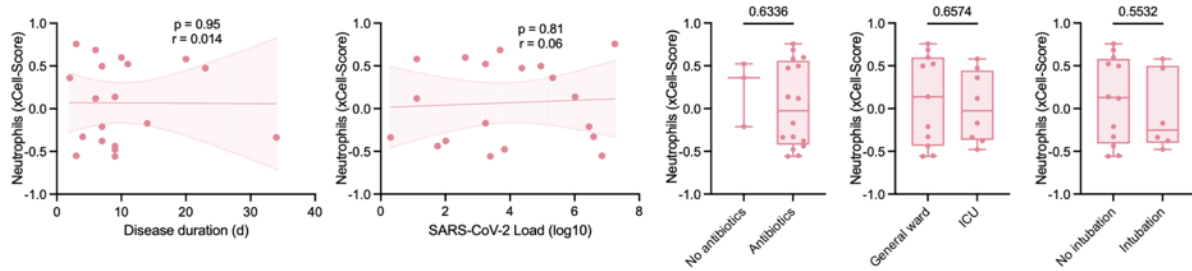 Neutrophils (xCell-Score)
1.0
0.5
0.0
-0.5
-1.0
p = 0.95
r = 0.014
0
10
20
30
40
Disease duration (d)
Neutrophils (xCell-Score)
1.0
0.5
0.0
-0.5
-1.0
p = 0.81
r = 0.06
0
2
4
6
8
SARS-CoV-2 Load (log10)
Neutrophils (xCell-Score)
1.0
0.5
0.0
-0.5
-1.0
0.6336
No antibiotics
Antibiotics
Neutrophils (xCell-Score)
1.0
0.5
0.0
-0.5
-1.0
0.6574
General ward
ICU
Neutrophils (xCell-Score)
1.0
0.5
0.0
-0.5
-1.0
0.5532
No intubation
Intubation